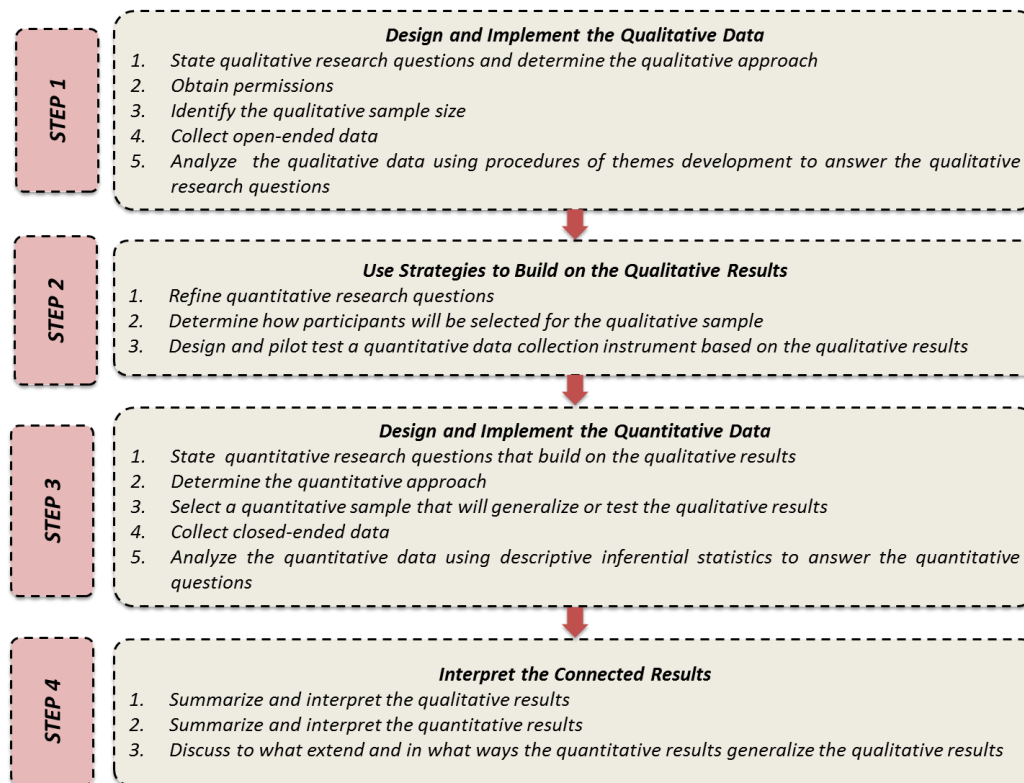 STEP 1
Design and Implement the Qualitative Data
1. State qualitative research questions and determine the qualitative approach
2. Obtain permissions
3. Identify the qualitative sample size
4. Collect open-ended data
5. Analyze the qualitative data using procedures of themes development to answer the qualitative
research questions
STEP 2
Use Strategies to Build on the Qualitative Results
1. Refine quantitative research questions
2. Determine how participants will be selected for the qualitative sample
3. Design and pilot test a quantitative data collection instrument based on the qualitative results
STEP 3
Design and Implement the Quantitative Data
1. State quantitative research questions that build on the qualitative results
2. Determine the quantitative approach
3. Select a quantitative sample that will generalize or test the qualitative results
4. Collect closed-ended data
5. Analyze the quantitative data using descriptive inferential statistics to answer the quantitative
questions
STEP 4
Interpret the Connected Results
1. Summarize and interpret the qualitative results
2. Summarize and interpret the quantitative results
3. Discuss to what extend and in what ways the quantitative results generalize the qualitative results